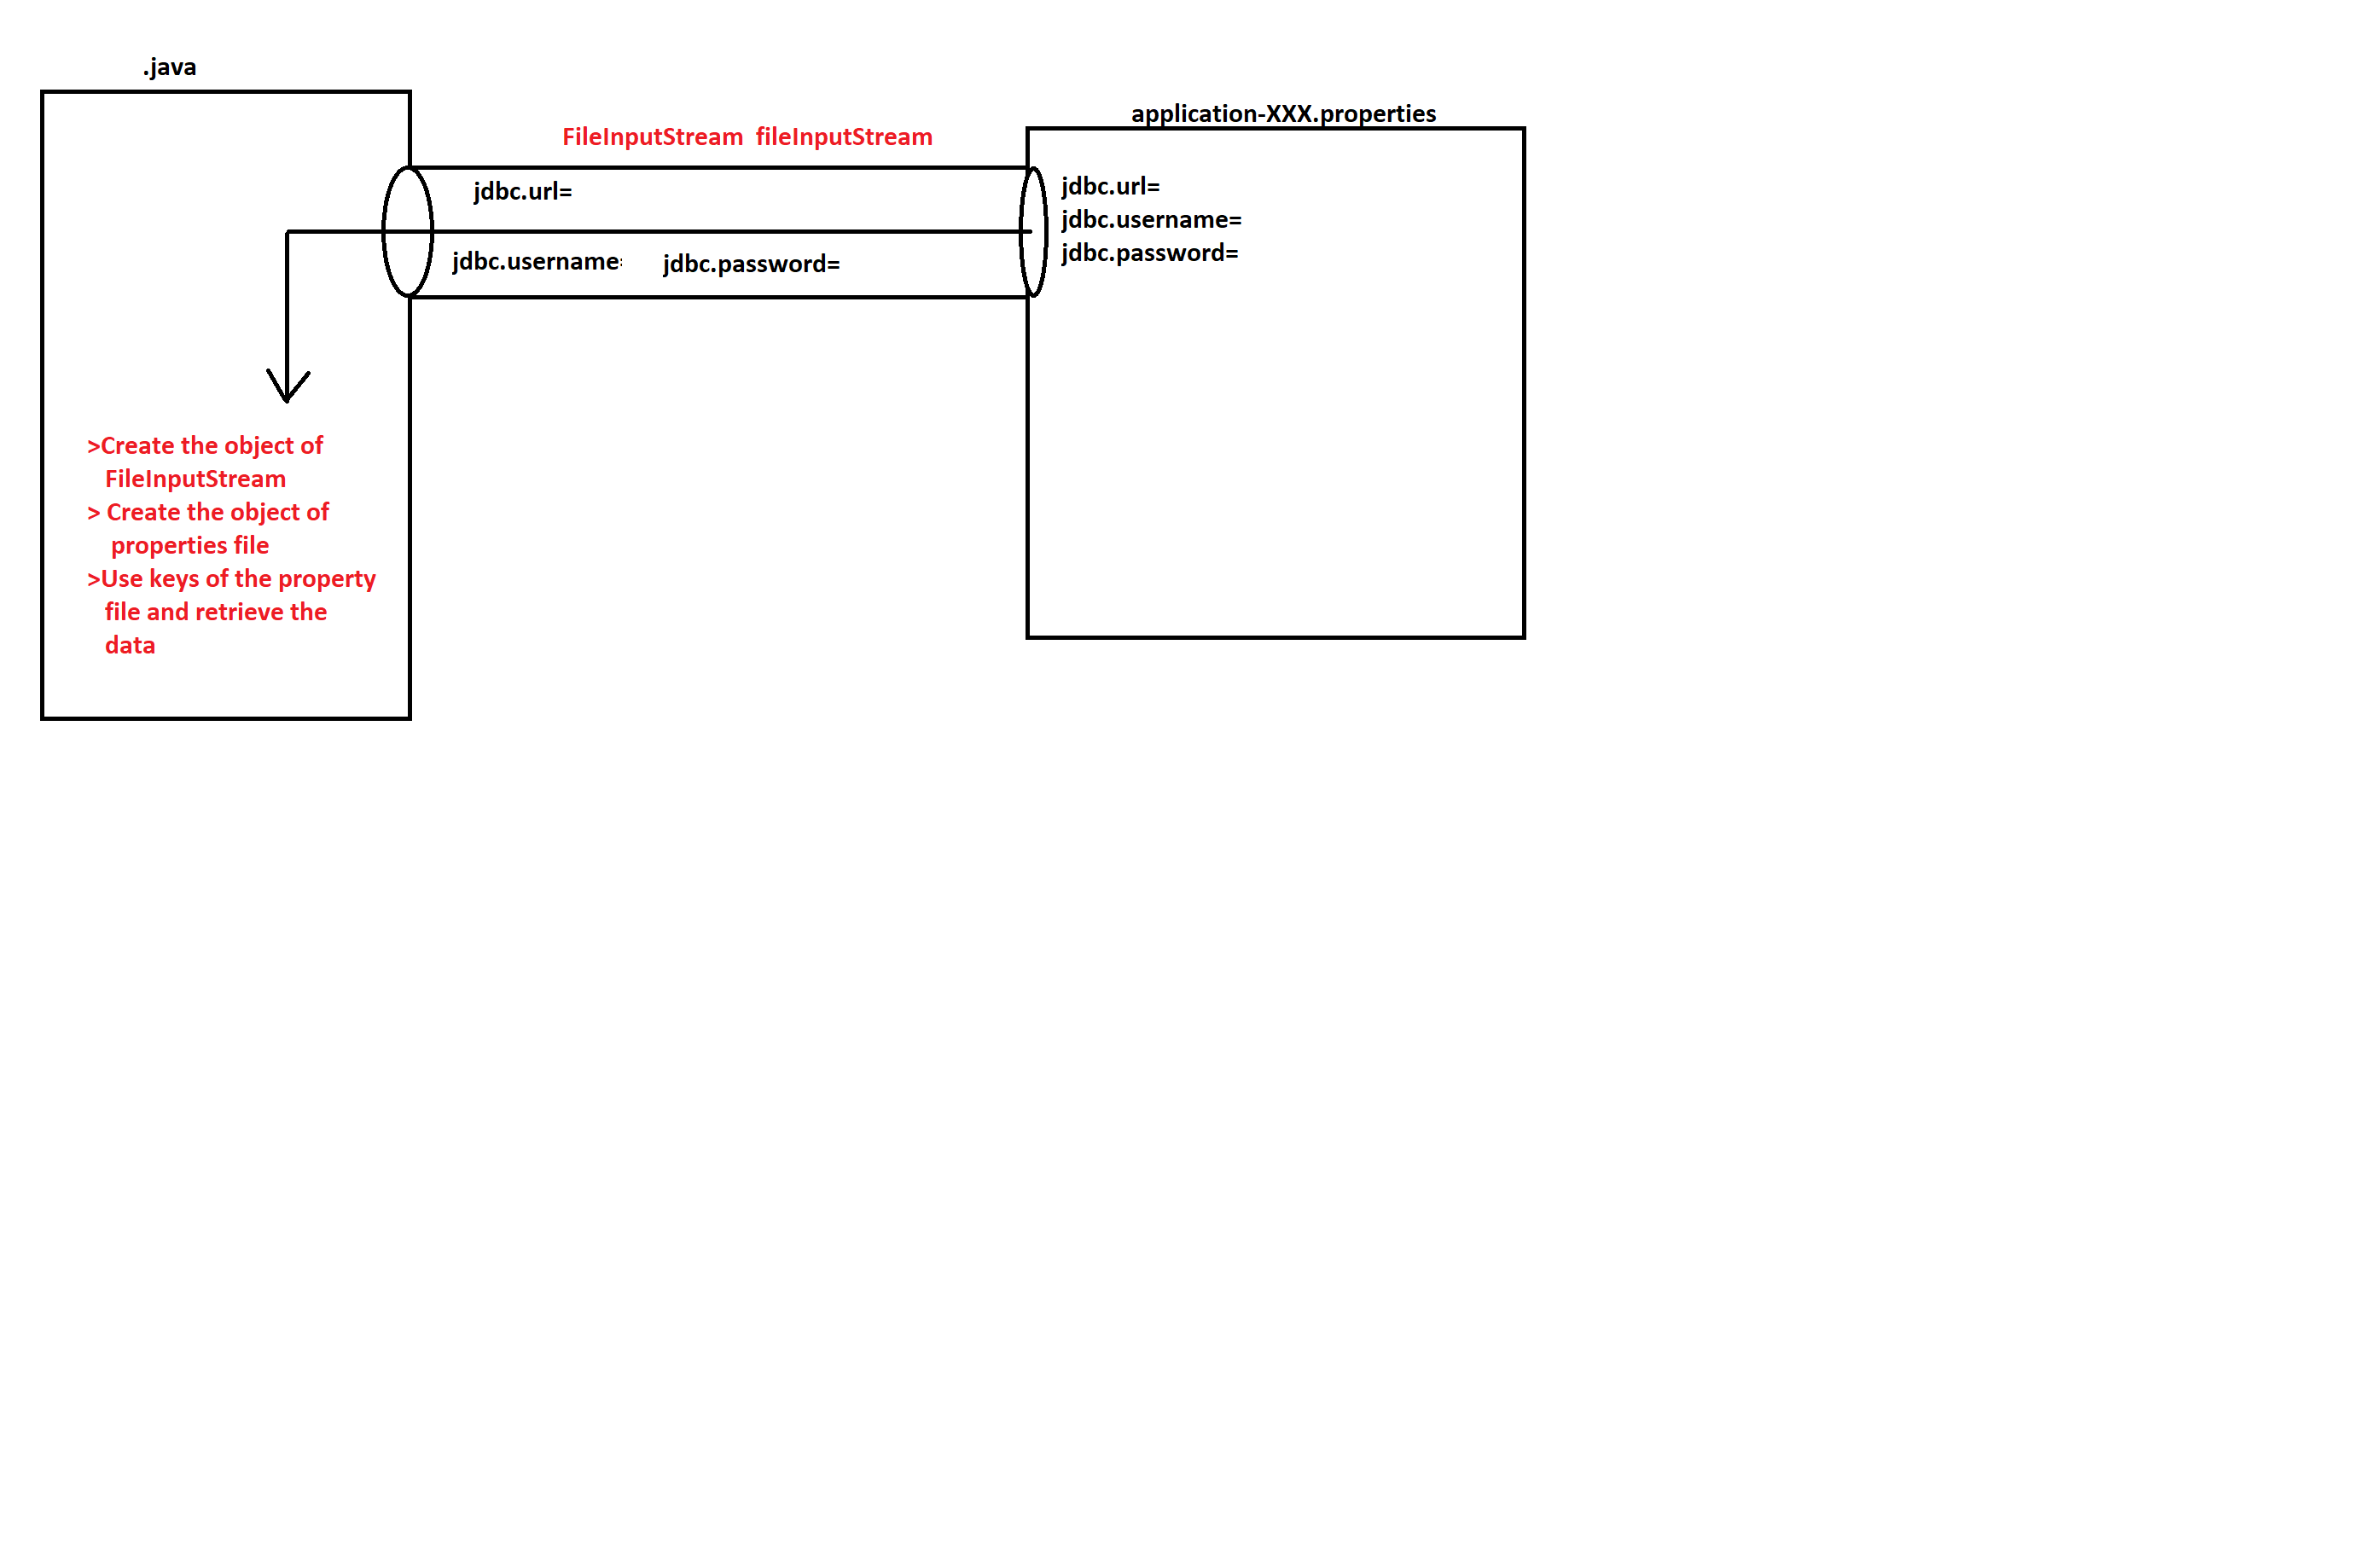 .java
application-XXX.properties
FileInputStream  fileInputStream
jdbc.url=
jdbc.username=
jdbc.password=
jdbc.url=
jdbc.username:
jdbc.password=
>Create the object of
FileInputStream
> Create the object of
properties file
>Use keys of the property
file and retrieve the
data